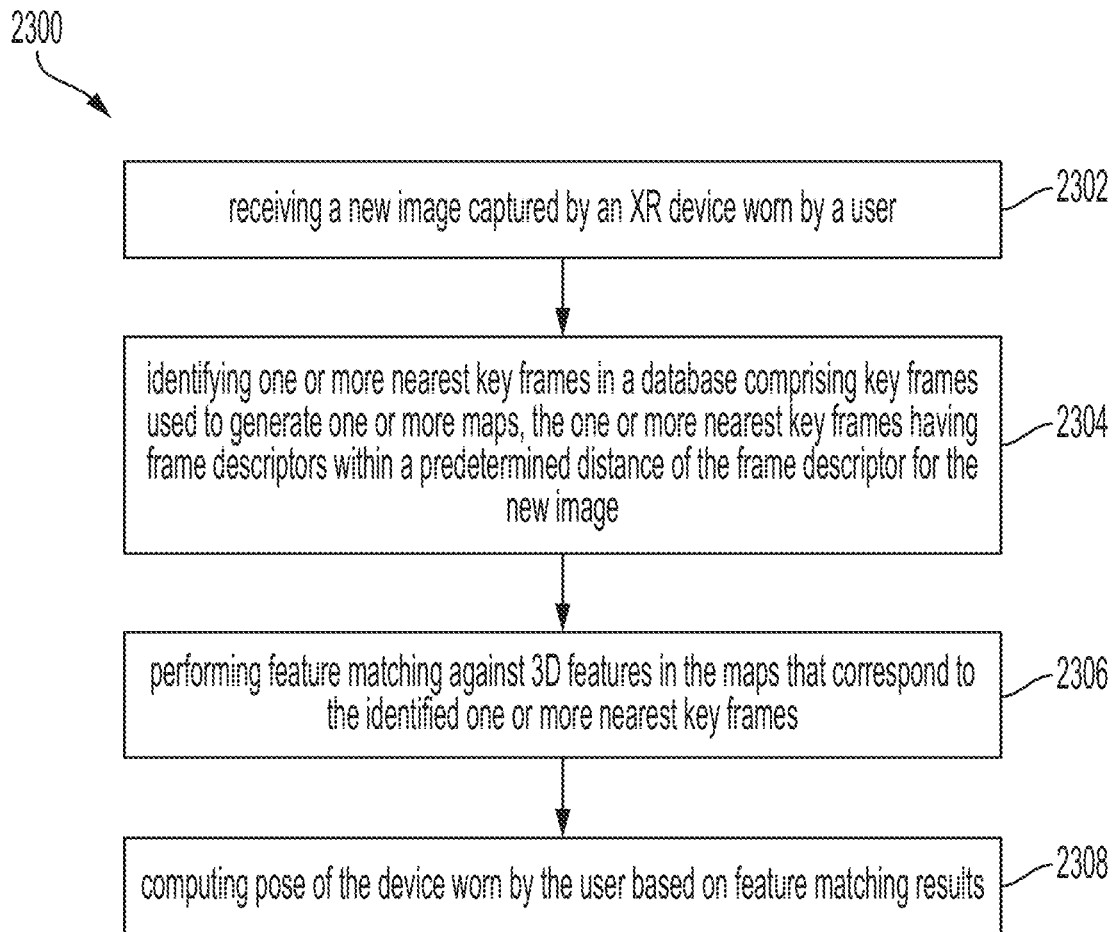 2300
receiving a new image captured by an XR device worn by a user
2302
identifying one or more nearest key frames in a database comprising key frames
used to generate one or more maps, the one or more nearest key frames having
frame descriptors within a predetermined distance of the frame descriptor for the
new image
2304
performing feature matching against 3D features in the maps that correspond to
the identified one or more nearest key frames
2306
computing pose of the device worn by the user based on feature matching results
2308